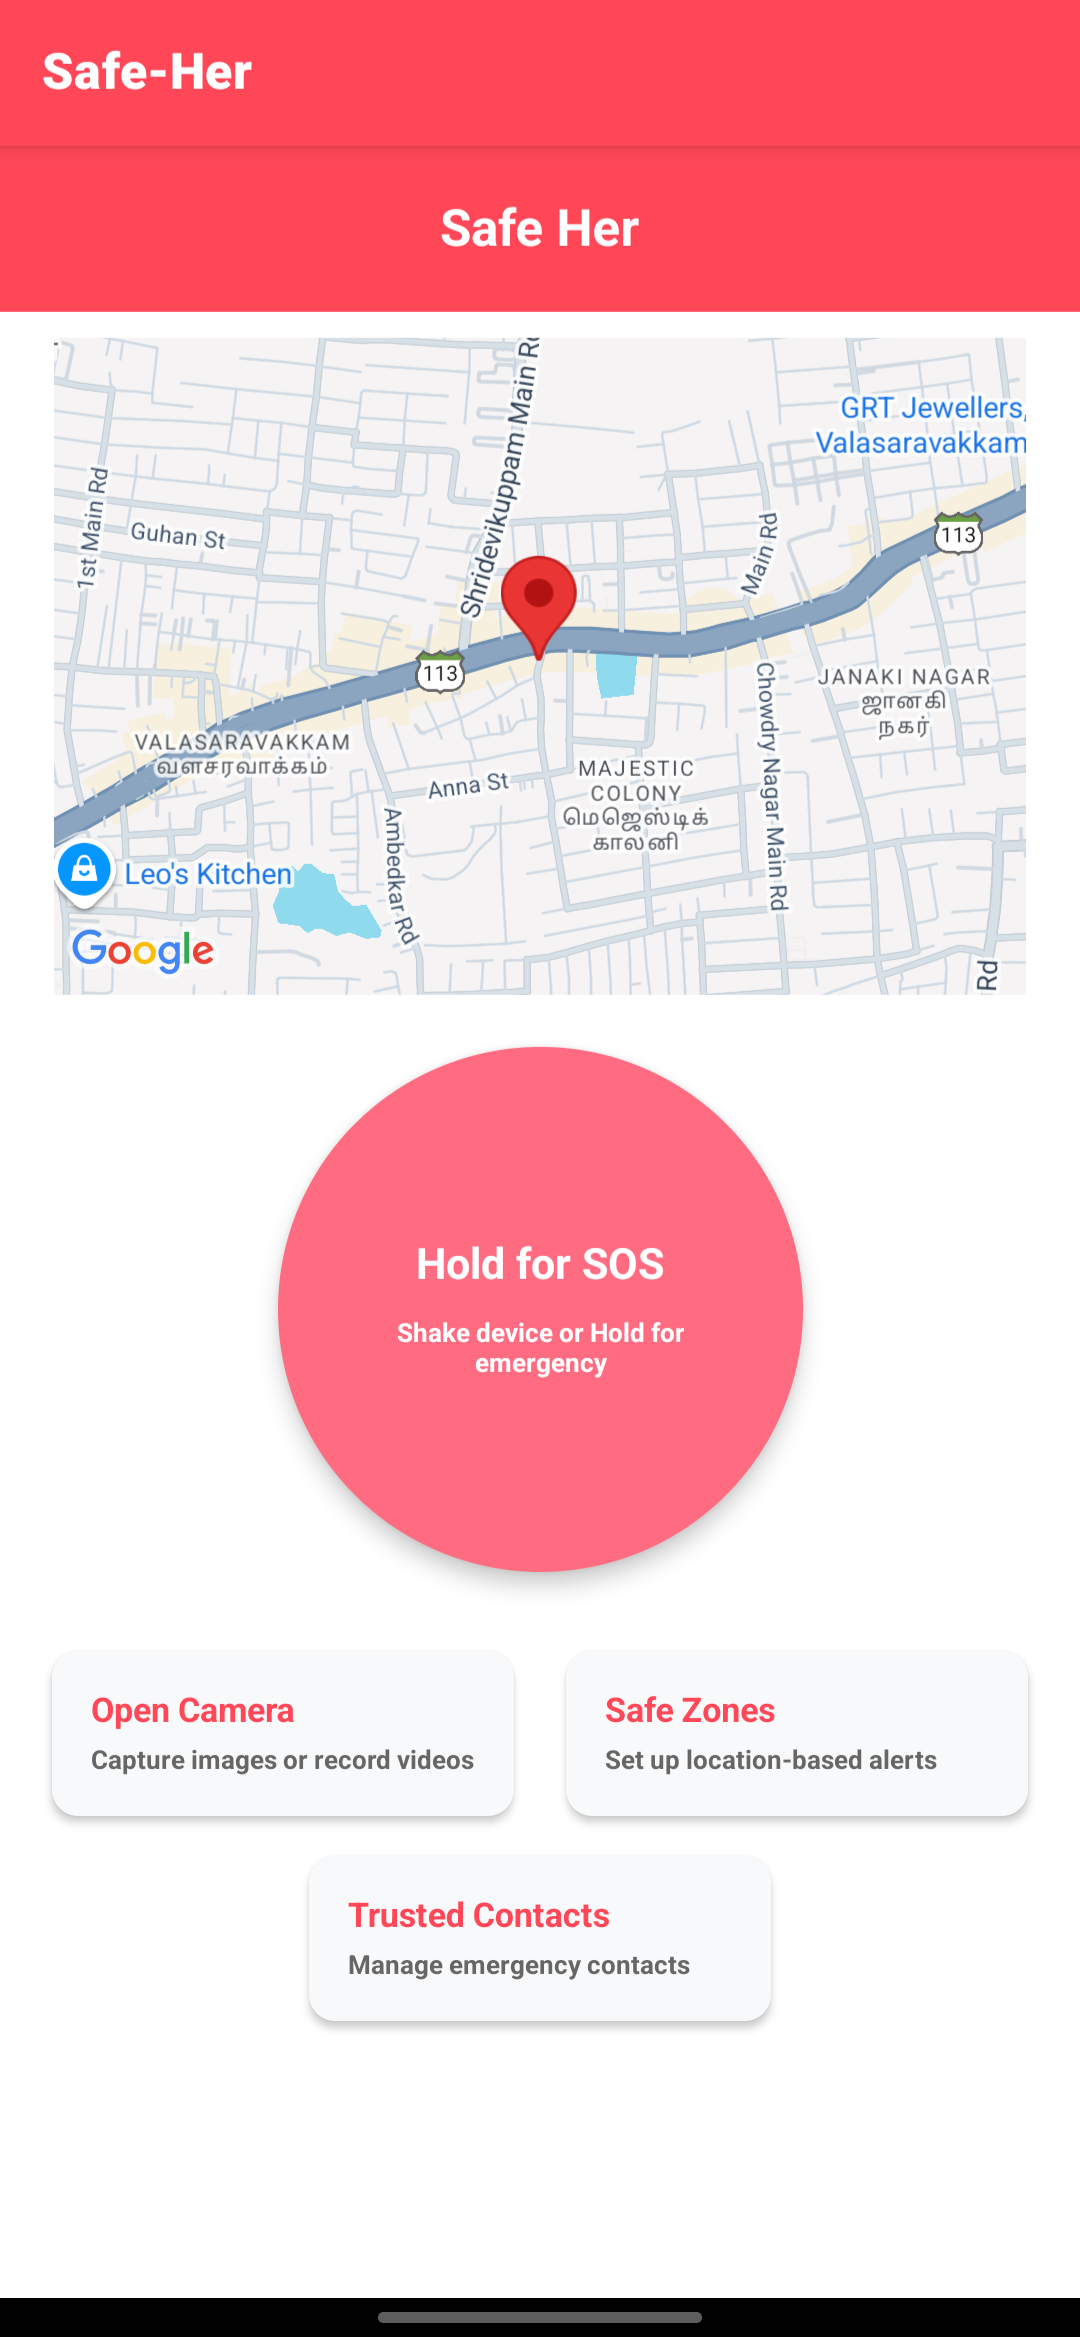 Safe-Her
Safe Her
Shridevikuppam Main Rd
GRT Jewellers,
Valasaravakkam
1st Main Rd
Guhan St
Main Rd
113
113
JANAKI NAGAR
ஜானகி
நகர்
VALASARAVAKKAM
வளசரவாக்கம்
Chowdry Nagar Main Rd
Anna St
MAJESTIC
COLONY
மெஜெஸ்டிக்
காலனி
Ambedkar Rd
Leo's Kitchen
Google
Rd
Hold for SOS
Shake device or Hold for
emergency
Open Camera
Capture images or record videos
Safe Zones
Set up location-based alerts
Trusted Contacts
Manage emergency contacts